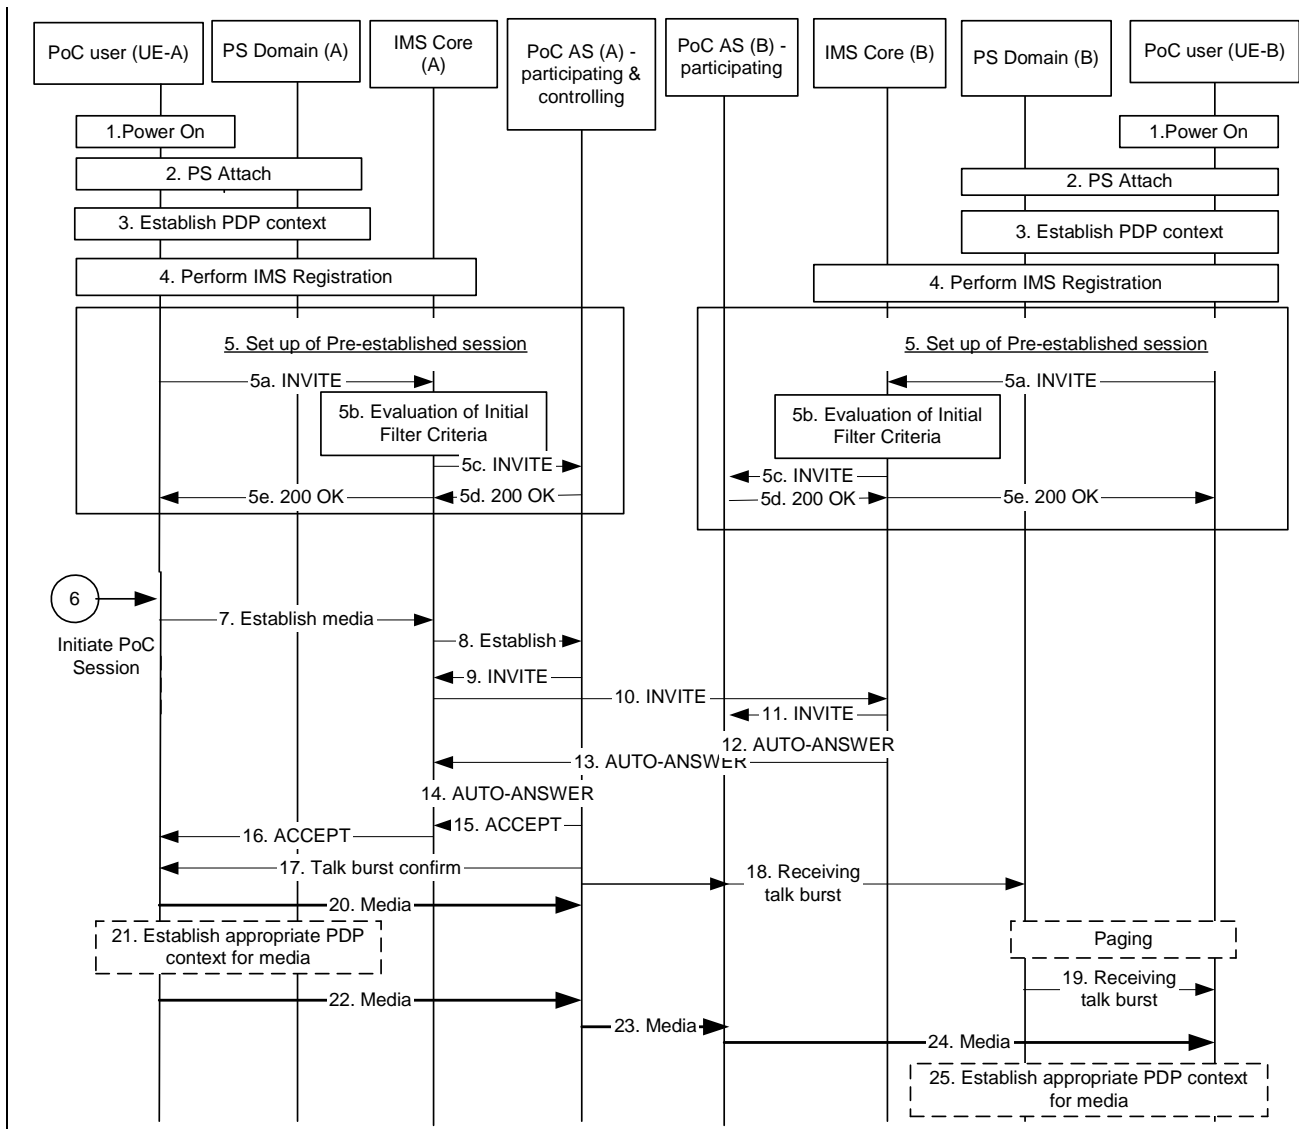 PoC user (UE-A)
PS Domain (A)
IMS Core
(A)
PoC AS (A) -
participating &
controlling
PoC AS (B) -
participating
IMS Core (B)
PS Domain (B)
PoC user (UE-B)
1.Power On
1.Power On
2. PS Attach
2. PS Attach
3. Establish PDP context
3. Establish PDP context
4. Perform IMS Registration
4. Perform IMS Registration
5. Set up of Pre-established session
5. Set up of Pre-established session
5a. INVITE
5a. INVITE
5b. Evaluation of Initial
Filter Criteria
5b. Evaluation of Initial
Filter Criteria
5c. INVITE
5c. INVITE
5e. 200 OK
5d. 200 OK
5d. 200 OK
5e. 200 OK
6
Initiate PoC
Session
7. Establish media
8. Establish
9. INVITE
10. INVITE
11. INVITE
12. AUTO-ANSWER
13. AUTO-ANSWER
14. AUTO-ANSWER
15. ACCEPT
16. ACCEPT
17. Talk burst confirm
18. Receiving
talk burst
20. Media
21. Establish appropriate PDP
context for media
Paging
19. Receiving
talk burst
22. Media
23. Media
24. Media
25. Establish appropriate PDP context
for media